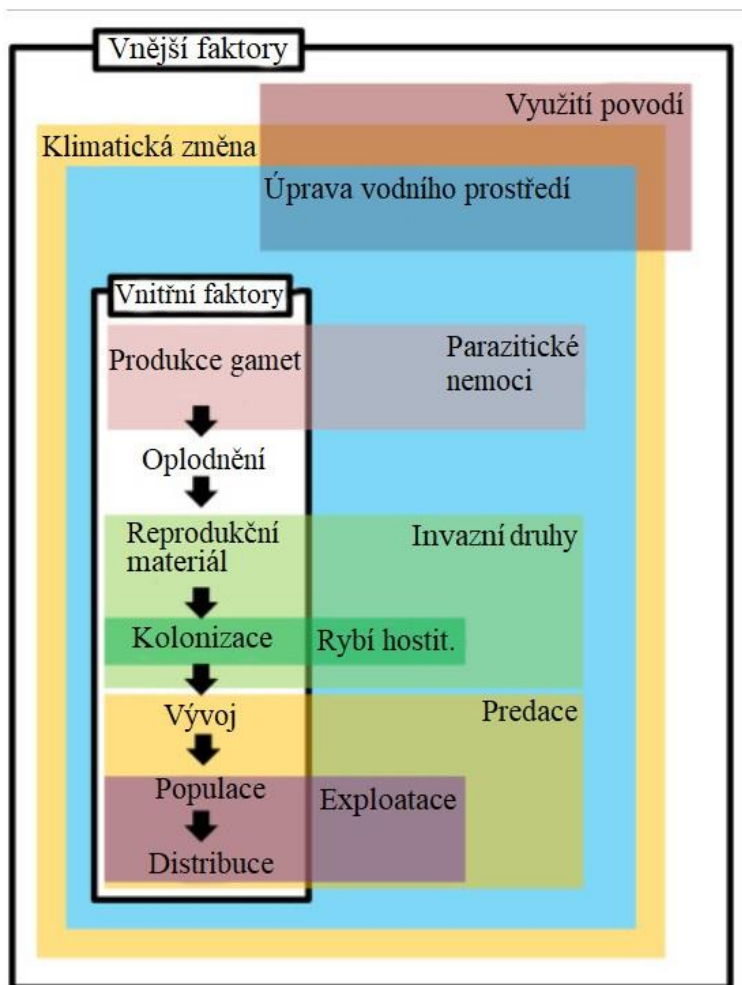 Vnější faktory
Využití povodí
Klimatická změna
Úprava vodního prostředí
Vnitřní faktory
Produkce gamet
Parazitické
nemoci
Oplodnění
Reprodukční
materiál
Invazní druhy
Kolonizace
Rybí hostit.
Vývoj
Predace
Populace
Exploatace
Distribuce